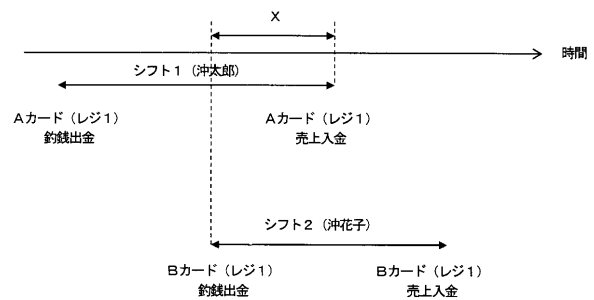 X
時間
シフト1（沖太郎）
Aカード（レジ1）
釣銭出金
Aカード（レジ1）
売上入金
シフト2（沖花子）
Bカード（レジ1）
釣銭出金
Bカード（レジ1）
売上入金